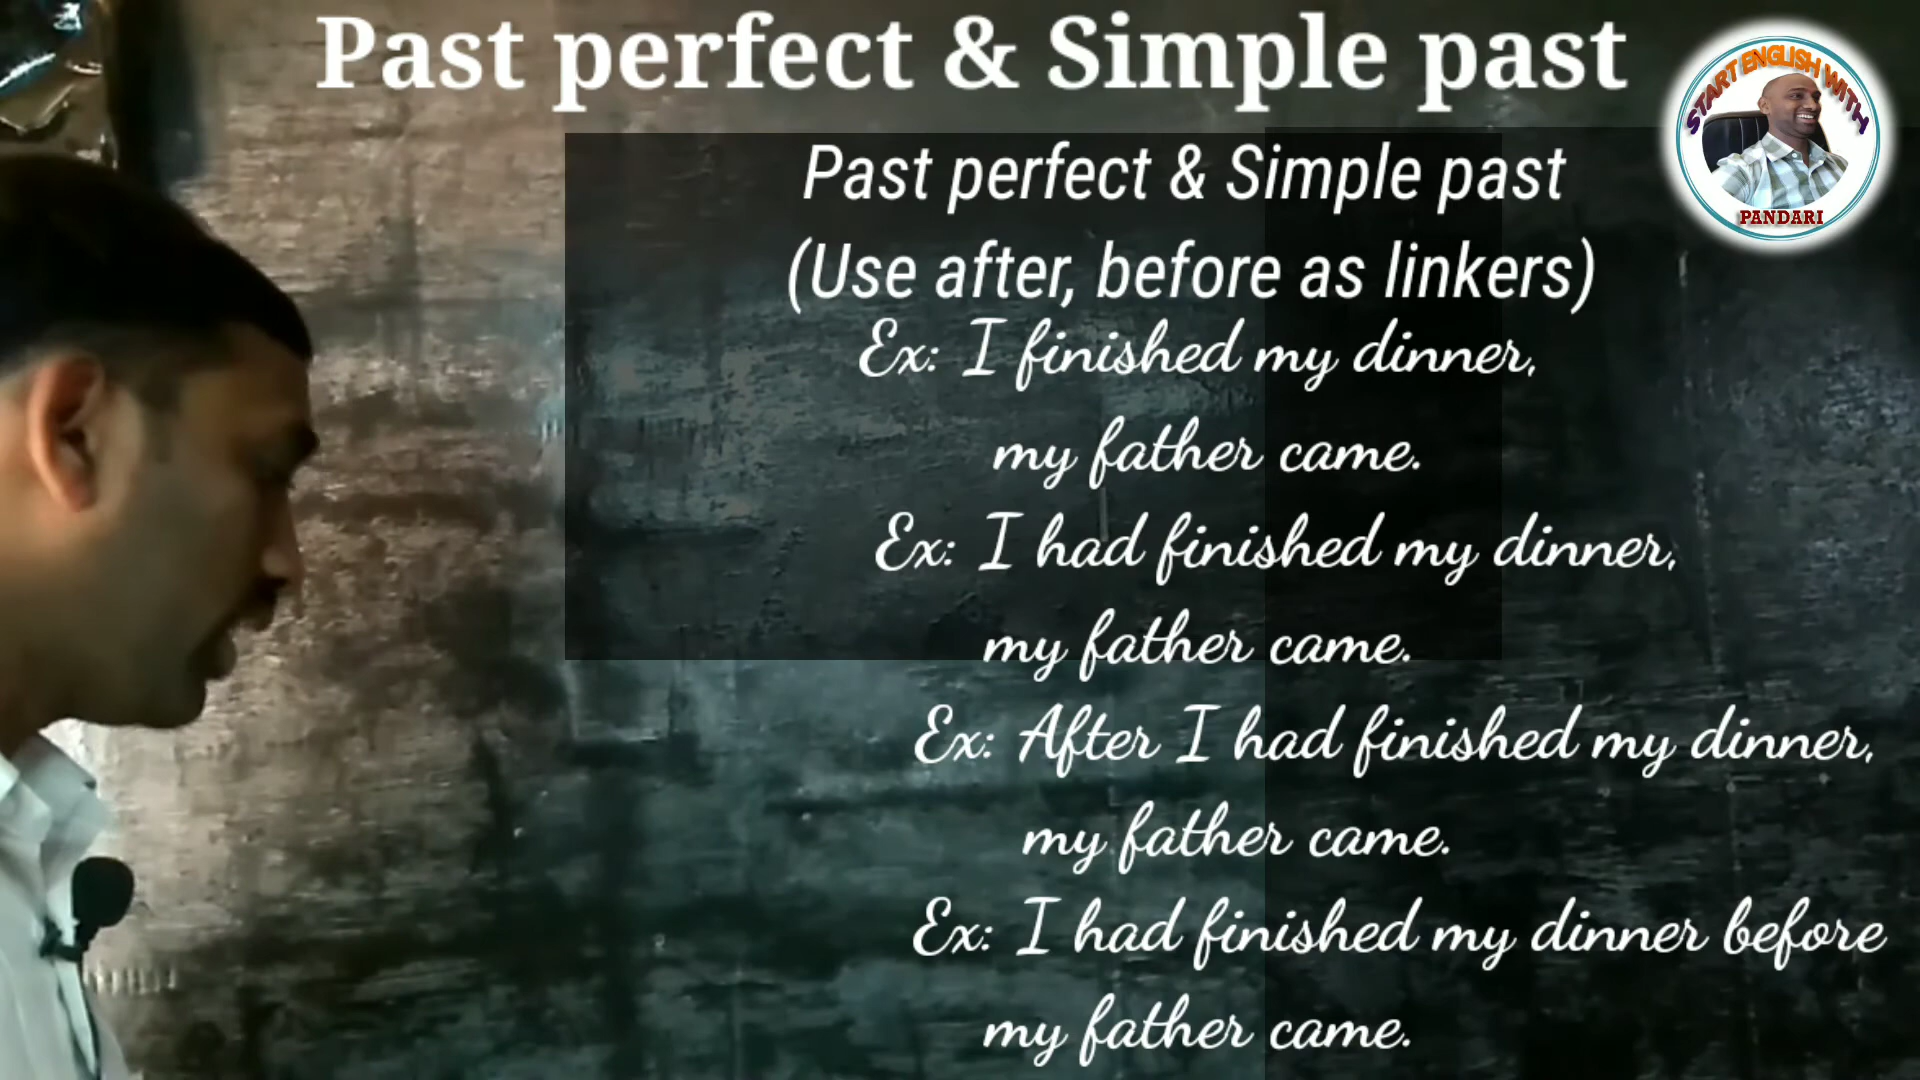 Past perfect & Simple past
START ENGLISH WITH
PANDARI
Past perfect & Simple past
(Use after, before as linkers)
Ex: I finished my dinner,
my father came.
Ex: I had finished my dinner,
my father came.
Ex: After I had finished my dinner,
my father came.
Ex: I had finished my dinner before
my father came.